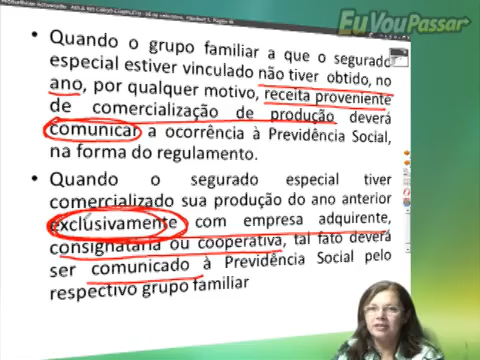 EuVouPassar
• Quando o grupo familiar a que o segurado
especial estiver vinculado não tiver obtido, no
ano, por qualquer motivo, receita proveniente
de comercialização de produção deverá
comunicar a ocorrência à Previdência Social,
na forma do regulamento.
• Quando o segurado especial tiver
comercializado sua produção do ano anterior
exclusivamente com empresa adquirente,
consignatária ou cooperativa, tal fato deverá
ser comunicado à Previdência Social pelo
respectivo grupo familiar